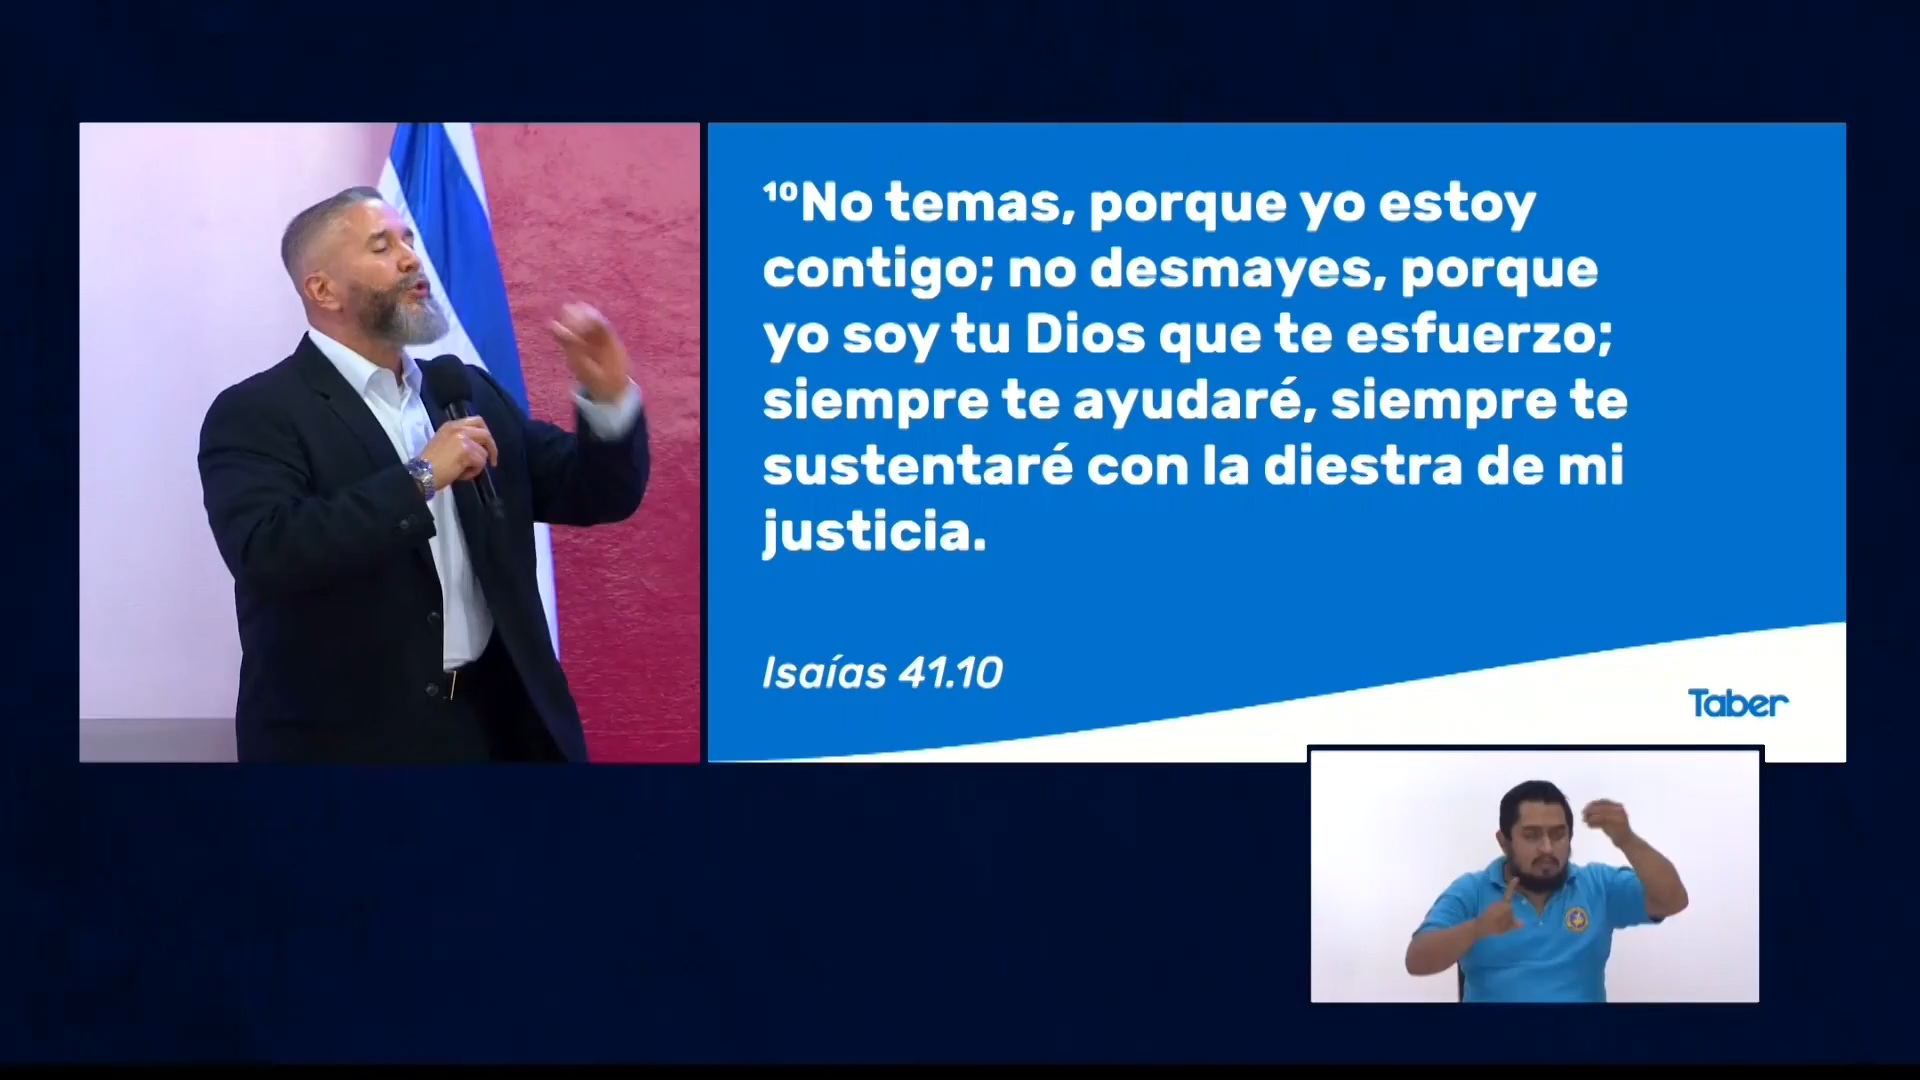 ¹⁰No temas, porque yo estoy
contigo; no desmayes, porque
yo soy tu Dios que te esfuerzo;
siempre te ayudaré, siempre te
sustentaré con la diestra de mi
justicia.
Isaías 41.10
Taber